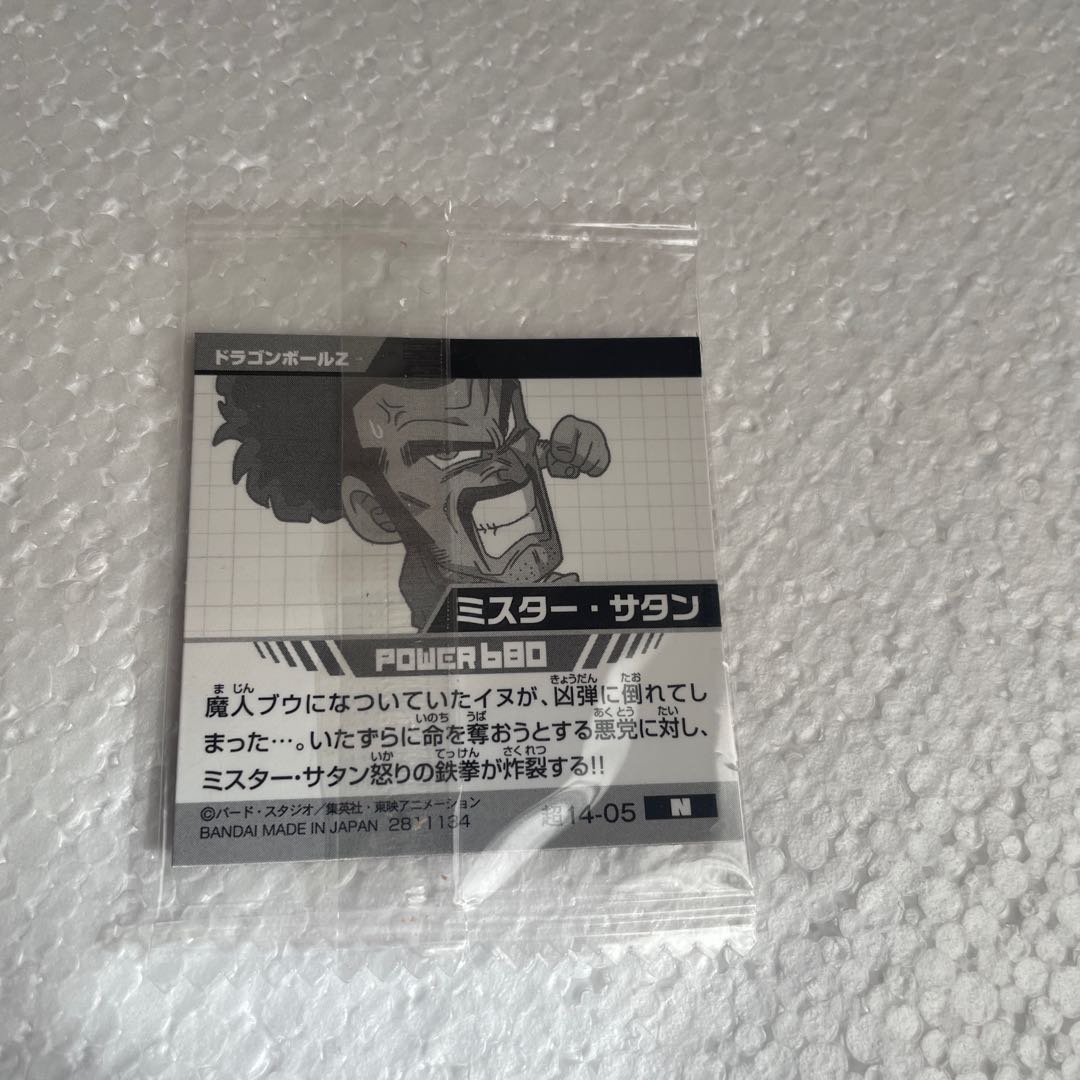 ドラゴンボールZ
ミスター・サタン
POWER 680
魔人ブウになついていたイヌが、凶弾に倒れてし
まった…。いたずらに命を奪おうとする悪党に対し、
ミスター・サタン怒りの鉄拳が炸裂する!!
©バード・スタジオ/集英社・東映アニメーション
BANDAI MADE IN JAPAN 2811134
超14-05 N